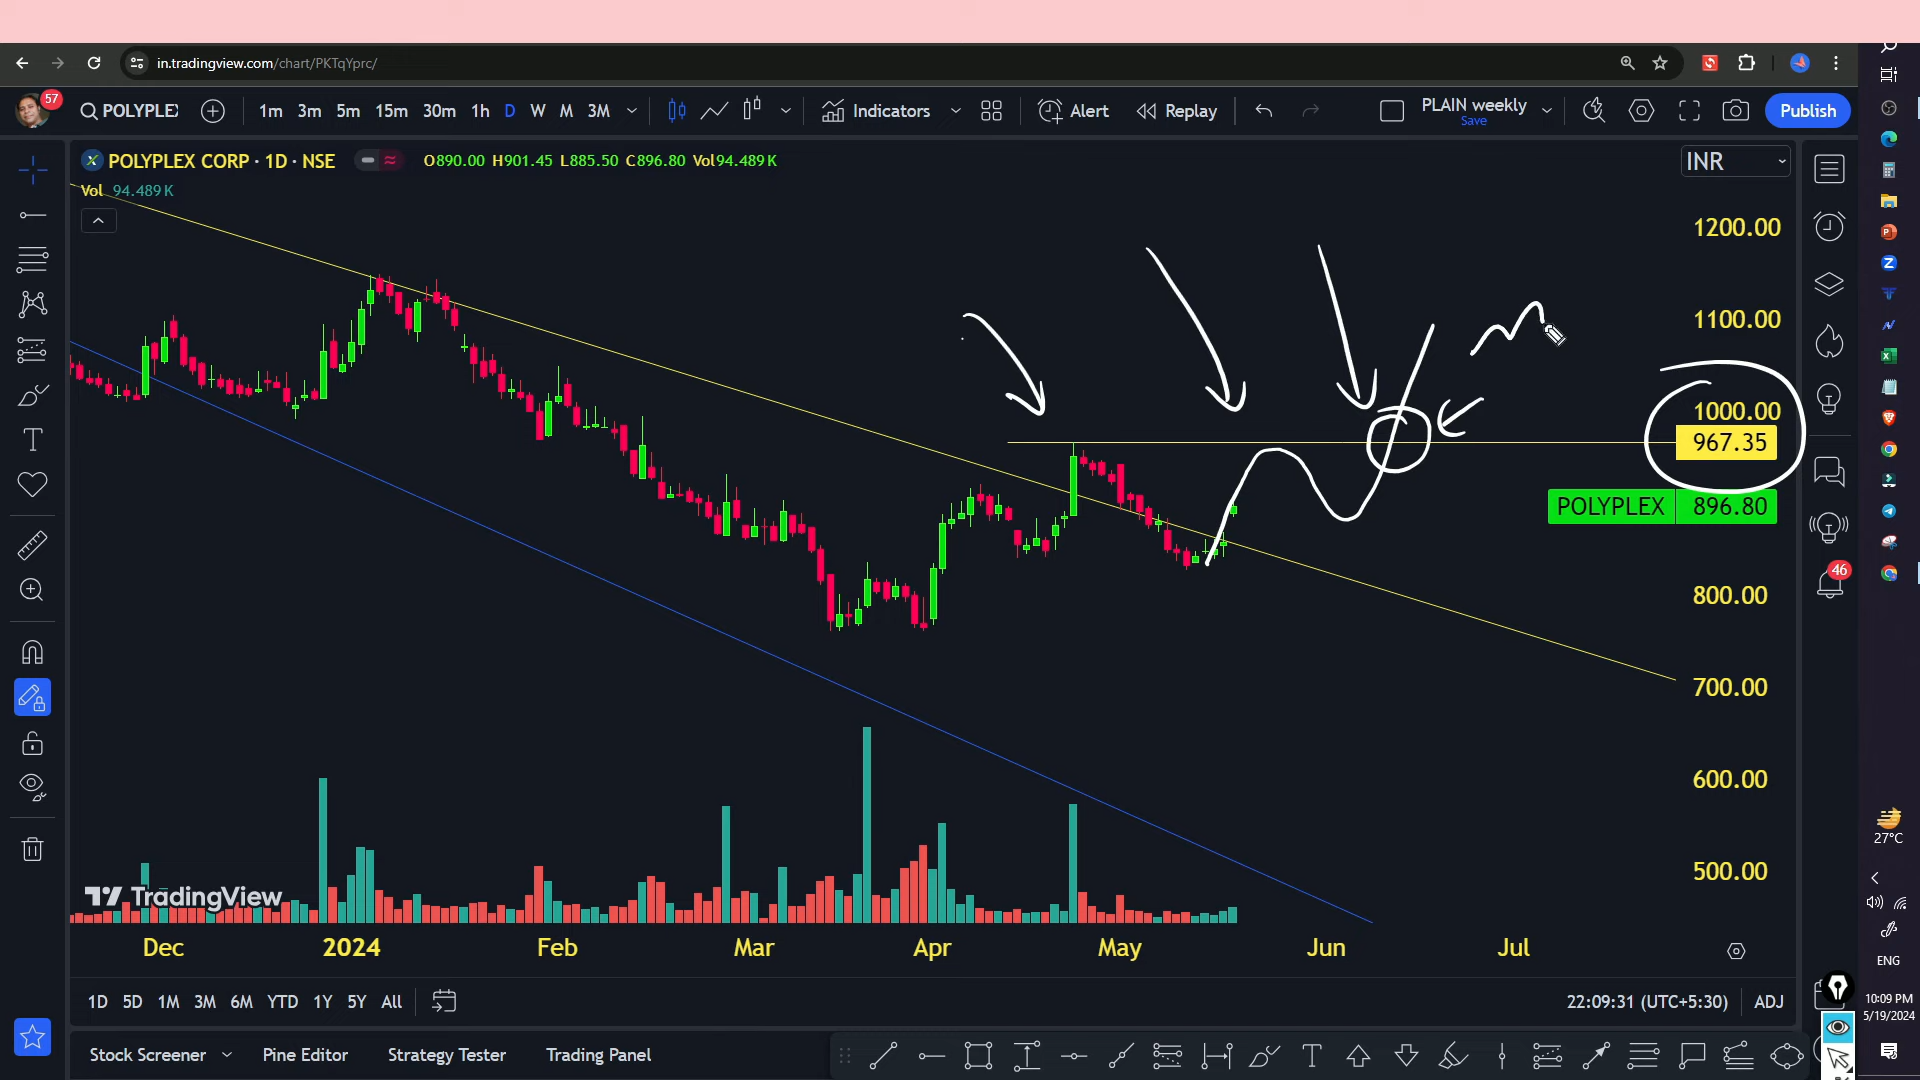 in.tradingview.com/chart/PKTqYprc/
57
POLYPLEX
1m 3m 5m 15m 30m 1h D W M 3M
Indicators
Alert
Replay
PLAIN weekly
Save
Publish
POLYPLEX CORP · 1D · NSE
O890.00 H901.45 L885.50 C896.80 Vol94.489 K
INR
Vol 94.489 K
1200.00
1100.00
1000.00
967.35
POLYPLEX 896.80
800.00
700.00
600.00
500.00
46
27°C
TradingView
Dec 2024 Feb Mar Apr May Jun Jul
ENG
1D 5D 1M 3M 6M YTD 1Y 5Y All
22:09:31 (UTC+5:30)
ADJ
10:09 PM
5/19/2024
Stock Screener
Pine Editor
Strategy Tester
Trading Panel